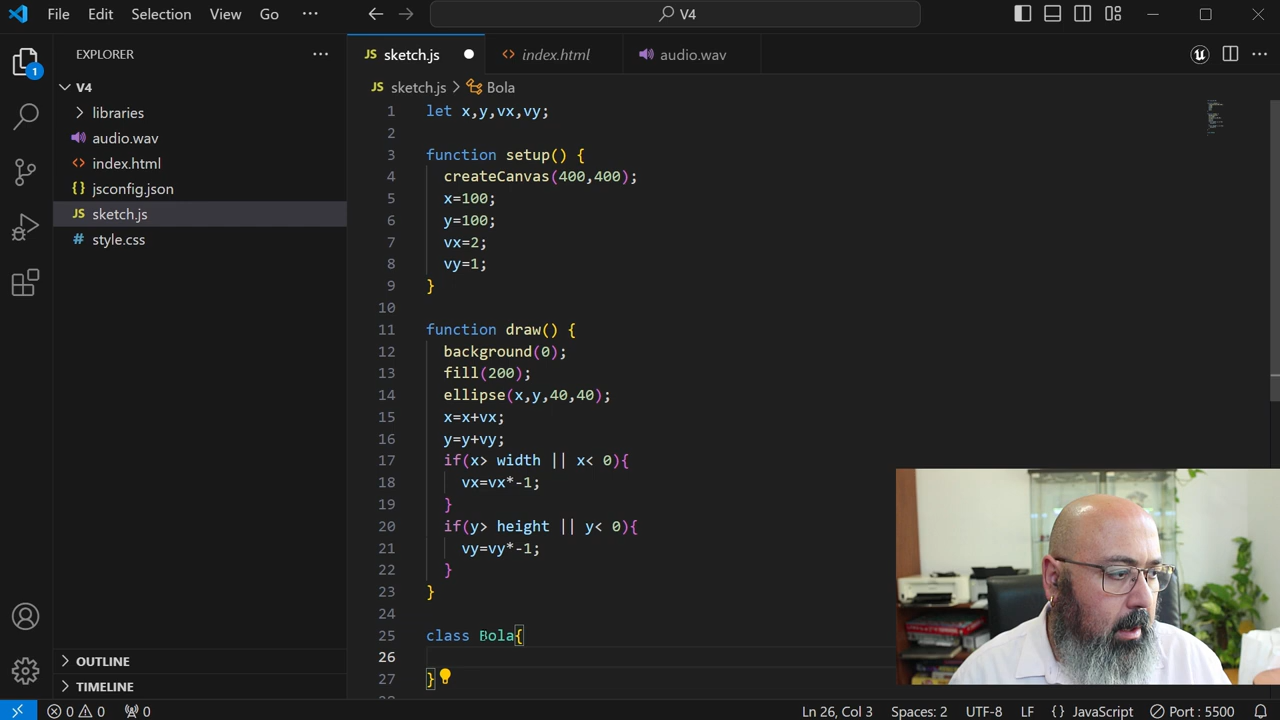 File Edit Selection View Go ··· V4
EXPLORER ···
V4
libraries
audio.wav
index.html
jsconfig.json
sketch.js
style.css
OUTLINE
TIMELINE
1
JS sketch.js <> index.html audio.wav ···
JS sketch.js > Bola
1 let x,y,vx,vy;
2
3 function setup() {
4 createCanvas(400,400);
5 x=100;
6 y=100;
7 vx=2;
8 vy=1;
9 }
10
11 function draw() {
12 background(0);
13 fill(200);
14 ellipse(x,y,40,40);
15 x=x+vx;
16 y=y+vy;
17 if(x> width || x< 0){
18 vx=vx*-1;
19 }
20 if(y> height || y< 0){
21 vy=vy*-1;
22 }
23 }
24
25 class Bola{
26
27 }
0 0 0 Ln 26, Col 3 Spaces: 2 UTF-8 LF {} JavaScript Port : 5500